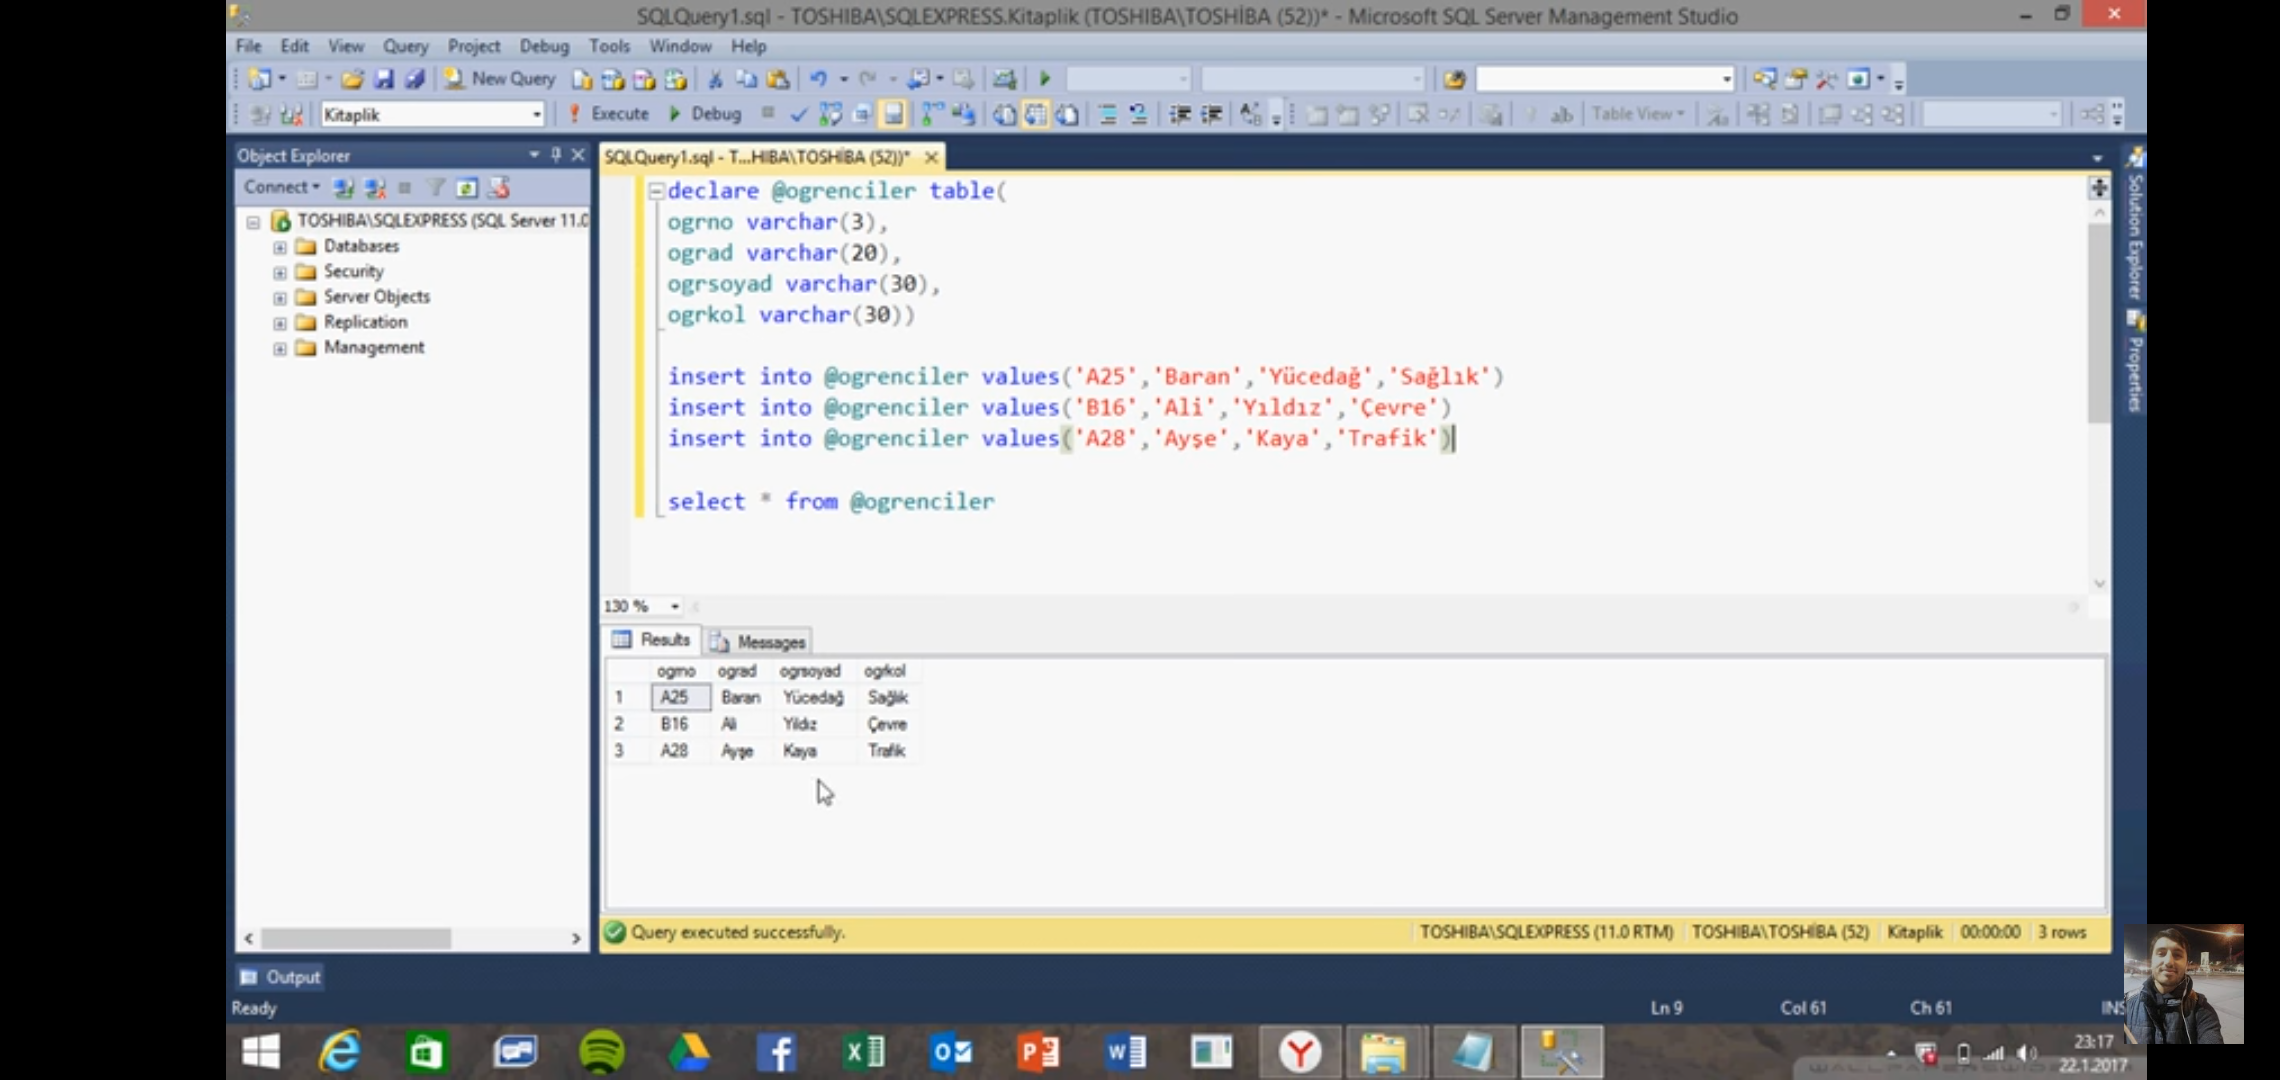 SQLQuery1.sql - TOSHIBA\SQLEXPRESS.Kitaplik (TOSHIBA\TOSHİBA (52))* - Microsoft SQL Server Management Studio
File Edit View Query Project Debug Tools Window Help
New Query
Kitaplik Execute Debug Table View
Object Explorer
SQLQuery1.sql - T...HIBA\TOSHİBA (52))*
Connect
TOSHIBA\SQLEXPRESS (SQL Server 11.0
Databases
Security
Server Objects
Replication
Management
declare @ogrenciler table(
ogrno varchar(3),
ograd varchar(20),
ogrsoyad varchar(30),
ogrkol varchar(30))
insert into @ogrenciler values('A25','Baran','Yücedağ','Sağlık')
insert into @ogrenciler values('B16','Ali','Yıldız','Çevre')
insert into @ogrenciler values('A28','Ayşe','Kaya','Trafik')
select * from @ogrenciler
130 %
Results Messages
ogrno ograd ogrsoyad ogrkol
1 A25 Baran Yücedağ Sağlık
2 B16 Ali Yıldız Çevre
3 A28 Ayşe Kaya Trafik
Query executed successfully. TOSHIBA\SQLEXPRESS (11.0 RTM) TOSHIBA\TOSHİBA (52) Kitaplik 00:00:00 3 rows
Solution Explorer
Properties
Output
Ready Ln 9 Col 61 Ch 61 INS
23:17
22.1.2017